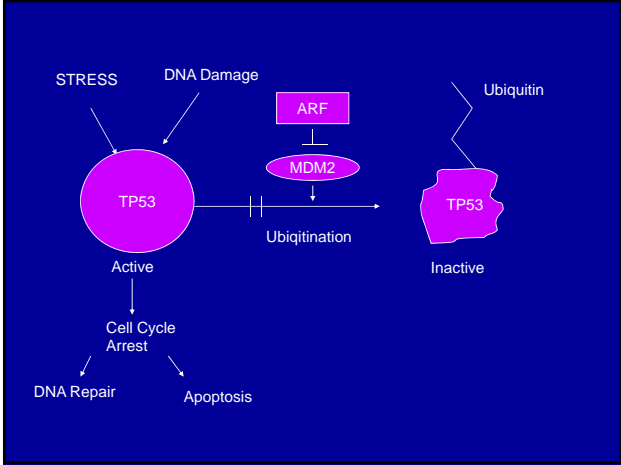 STRESS
DNA Damage
ARF
Ubiquitin
MDM2
TP53
TP53
Ubiqitination
Active
Inactive
Cell Cycle
Arrest
DNA Repair
Apoptosis